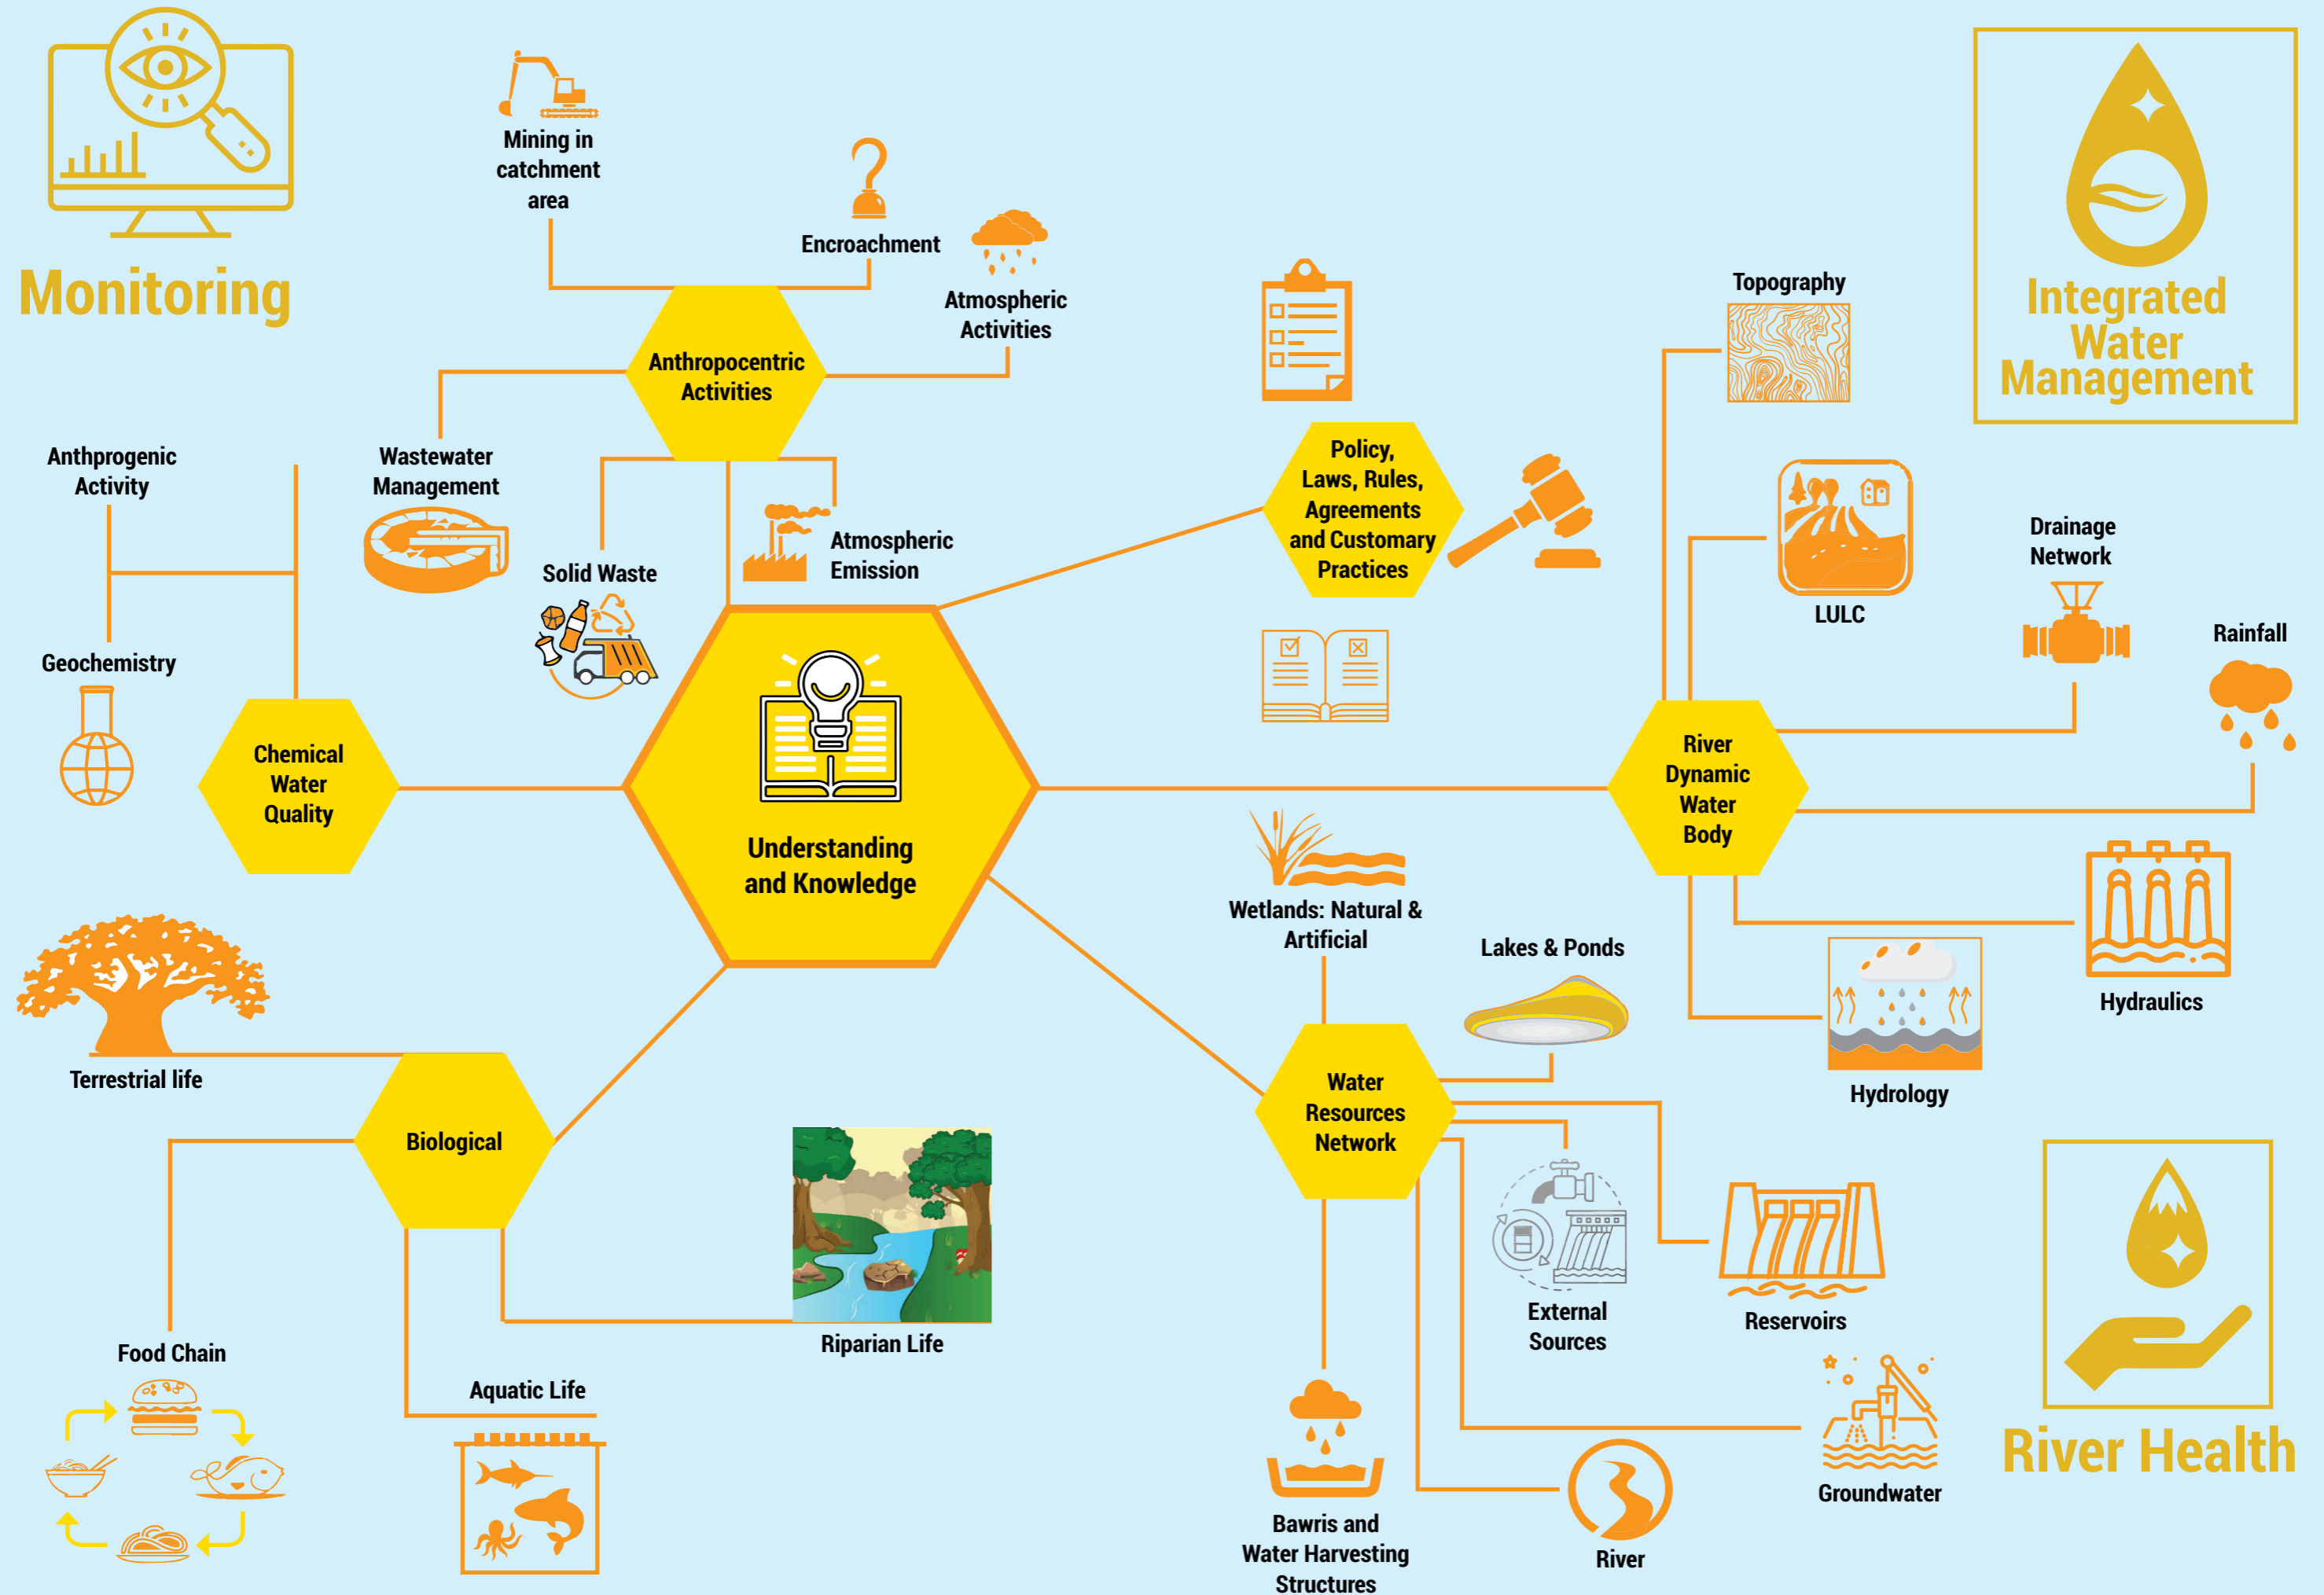 Monitoring
Mining in
catchment
area
Encroachment
Atmospheric
Activities
Anthropocentric
Activities
Integrated
Water
Management
Topography
Anthprogenic
Activity
Wastewater
Management
Solid Waste
Atmospheric
Emission
Policy,
Laws, Rules,
Agreements
and Customary
Practices
LULC
Drainage
Network
Rainfall
Geochemistry
Chemical
Water
Quality
Understanding
and Knowledge
River
Dynamic
Water
Body
Wetlands: Natural &
Artificial
Lakes & Ponds
Hydraulics
Hydrology
Terrestrial life
Biological
Water
Resources
Network
External
Sources
Reservoirs
Riparian Life
Food Chain
Aquatic Life
Groundwater
River Health
Bawris and
Water Harvesting
Structures
River